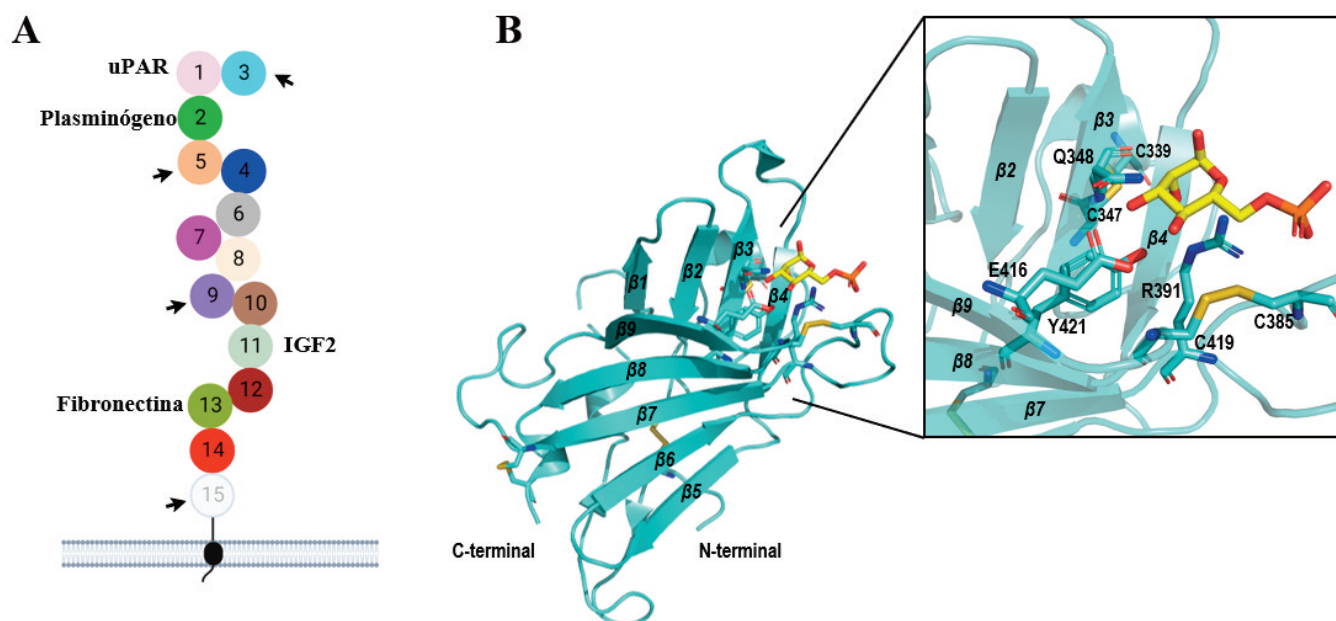 A
uPAR
1
3
Plasminógeno
2
5
4
6
7
8
9
10
11
IGF2
12
Fibronectina
13
14
15
B
β1
β2
β3
β4
β9
β8
β7
β6
β5
C-terminal
N-terminal
β3
β2
Q348
C339
C347
β4
E416
R391
β9
Y421
C385
C419
β8
β7